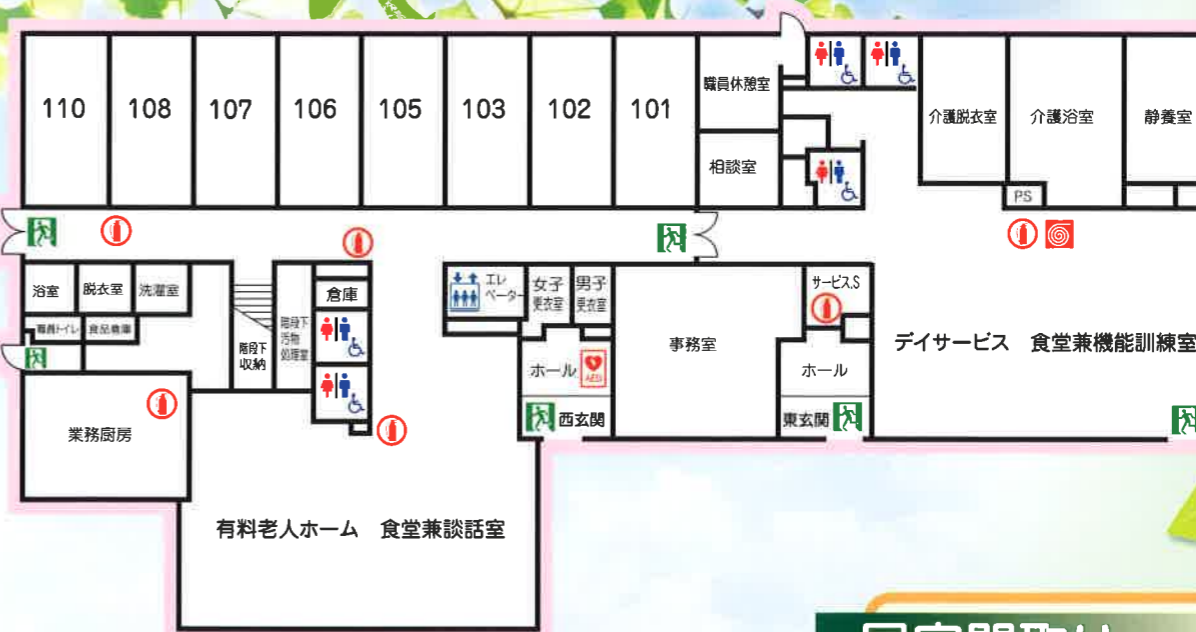 110
108
107
106
105
103
102
101
職員休憩室
相談室
介護脱衣室
介護浴室
静養室
PS
浴室
脱衣室
洗濯室
職員トイレ
食品倉庫
階段下
収納
階段下
汚物
処理室
倉庫
エレ
ベーター
女子
更衣室
男子
更衣室
ホール
AED
西玄関
事務室
サービス.S
ホール
東玄関
デイサービス 食堂兼機能訓練室
業務厨房
有料老人ホーム 食堂兼談話室